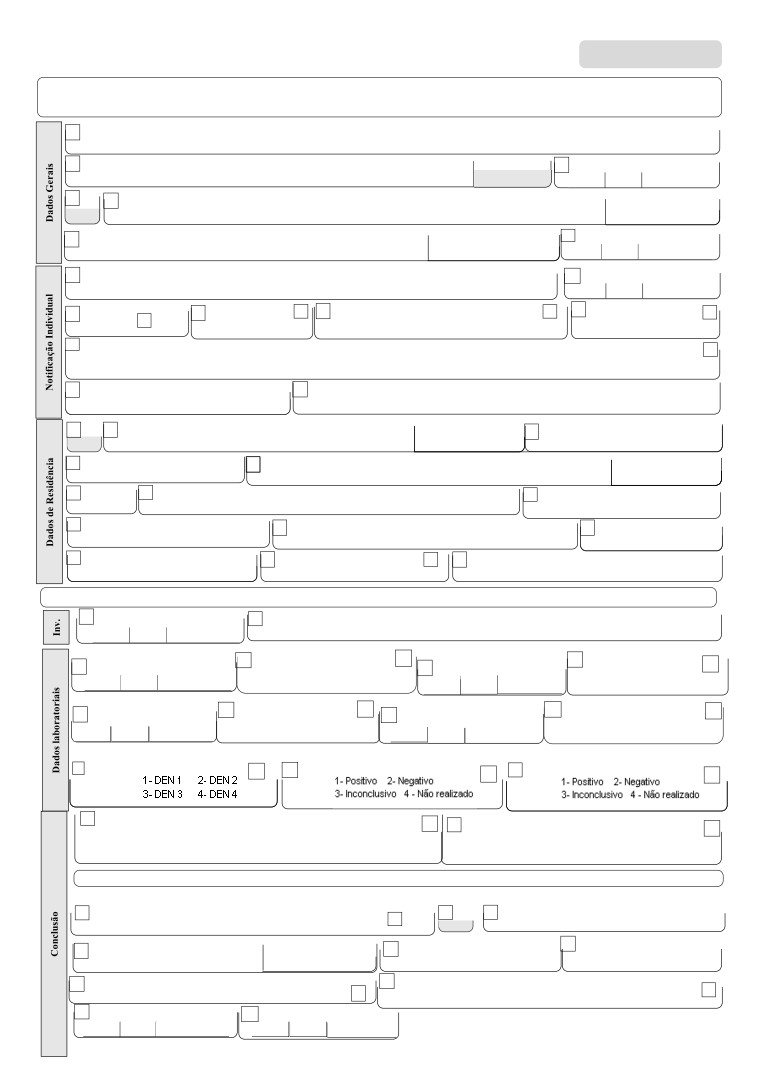 Dados Gerais
Notificação Individual
Dados de Residência
Inv.
Dados laboratoriais
1- DEN 1 2- DEN 2
3- DEN 3 4- DEN 4
1- Positivo 2- Negativo
3- Inconclusivo 4 - Não realizado
1- Positivo 2- Negativo
3- Inconclusivo 4 - Não realizado
Conclusão